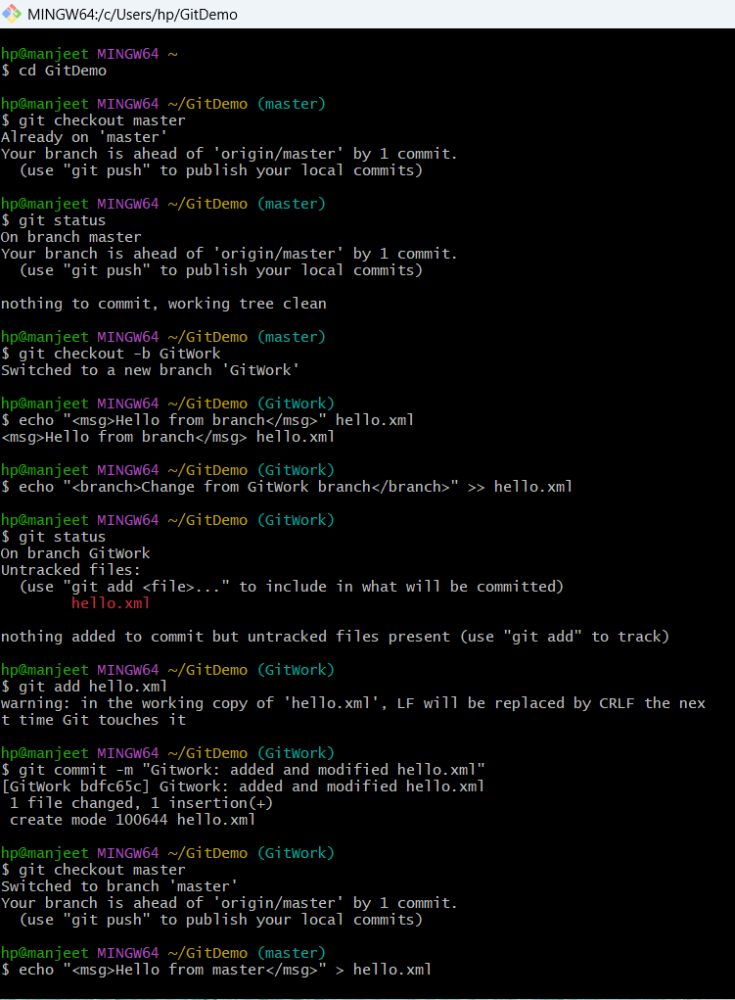 MINGW64:/c/Users/hp/GitDemo
hp@manjeet MINGW64 ~
$ cd GitDemo
hp@manjeet MINGW64 ~/GitDemo (master)
$ git checkout master
Already on 'master'
Your branch is ahead of 'origin/master' by 1 commit.
  (use "git push" to publish your local commits)
hp@manjeet MINGW64 ~/GitDemo (master)
$ git status
On branch master
Your branch is ahead of 'origin/master' by 1 commit.
  (use "git push" to publish your local commits)
nothing to commit, working tree clean
hp@manjeet MINGW64 ~/GitDemo (master)
$ git checkout -b GitWork
Switched to a new branch 'GitWork'
hp@manjeet MINGW64 ~/GitDemo (GitWork)
$ echo "<msg>Hello from branch</msg>" hello.xml
<msg>Hello from branch</msg> hello.xml
hp@manjeet MINGW64 ~/GitDemo (GitWork)
$ echo "<branch>Change from GitWork branch</branch>" >> hello.xml
hp@manjeet MINGW64 ~/GitDemo (GitWork)
$ git status
On branch GitWork
Untracked files:
  (use "git add <file>..." to include in what will be committed)
        hello.xml
nothing added to commit but untracked files present (use "git add" to track)
hp@manjeet MINGW64 ~/GitDemo (GitWork)
$ git add hello.xml
warning: in the working copy of 'hello.xml', LF will be replaced by CRLF the nex
t time Git touches it
hp@manjeet MINGW64 ~/GitDemo (GitWork)
$ git commit -m "Gitwork: added and modified hello.xml"
[GitWork bdfc65c] Gitwork: added and modified hello.xml
 1 file changed, 1 insertion(+)
 create mode 100644 hello.xml
hp@manjeet MINGW64 ~/GitDemo (GitWork)
$ git checkout master
Switched to branch 'master'
Your branch is ahead of 'origin/master' by 1 commit.
  (use "git push" to publish your local commits)
hp@manjeet MINGW64 ~/GitDemo (master)
$ echo "<msg>Hello from master</msg>" > hello.xml